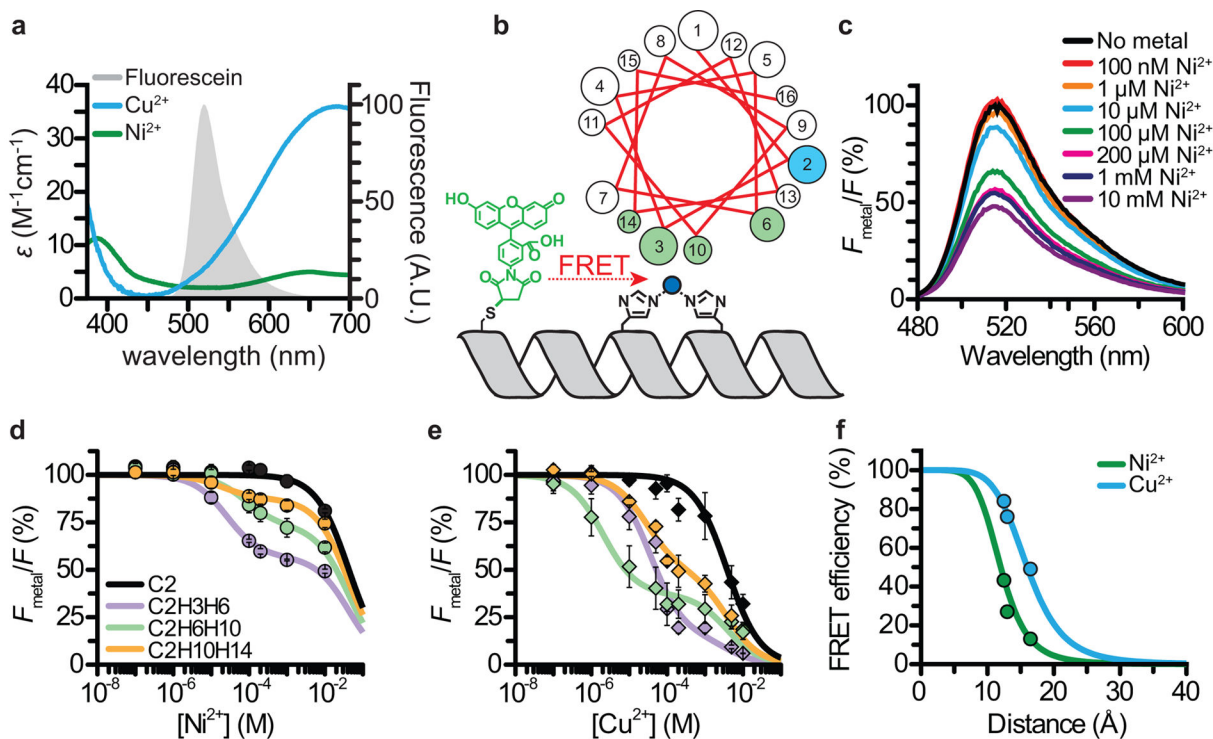 a
Fluorescein
Cu²⁺
Ni²⁺
40
35
30
25
20
15
10
5
0
ε (M⁻¹cm⁻¹)
100
50
0
Fluorescence (A.U.)
400
500
600
700
wavelength (nm)
b
1
12
5
16
9
2
13
6
10
3
14
7
11
4
15
8
HO
O
O
OH
O
N
O
S
FRET
N
N
N
N
c
No metal
100 nM Ni²⁺
1 µM Ni²⁺
10 µM Ni²⁺
100 µM Ni²⁺
200 µM Ni²⁺
1 mM Ni²⁺
10 mM Ni²⁺
100
50
0
Fmetal/F (%)
480
520
560
600
Wavelength (nm)
d
100
75
50
25
0
Fmetal/F (%)
C2
C2H3H6
C2H6H10
C2H10H14
10⁻⁸
10⁻⁶
10⁻⁴
10⁻²
[Ni²⁺] (M)
e
100
75
50
25
0
Fmetal/F (%)
10⁻⁸
10⁻⁶
10⁻⁴
10⁻²
[Cu²⁺] (M)
f
Ni²⁺
Cu²⁺
100
80
60
40
20
0
FRET efficiency (%)
0
10
20
30
40
Distance (Å)